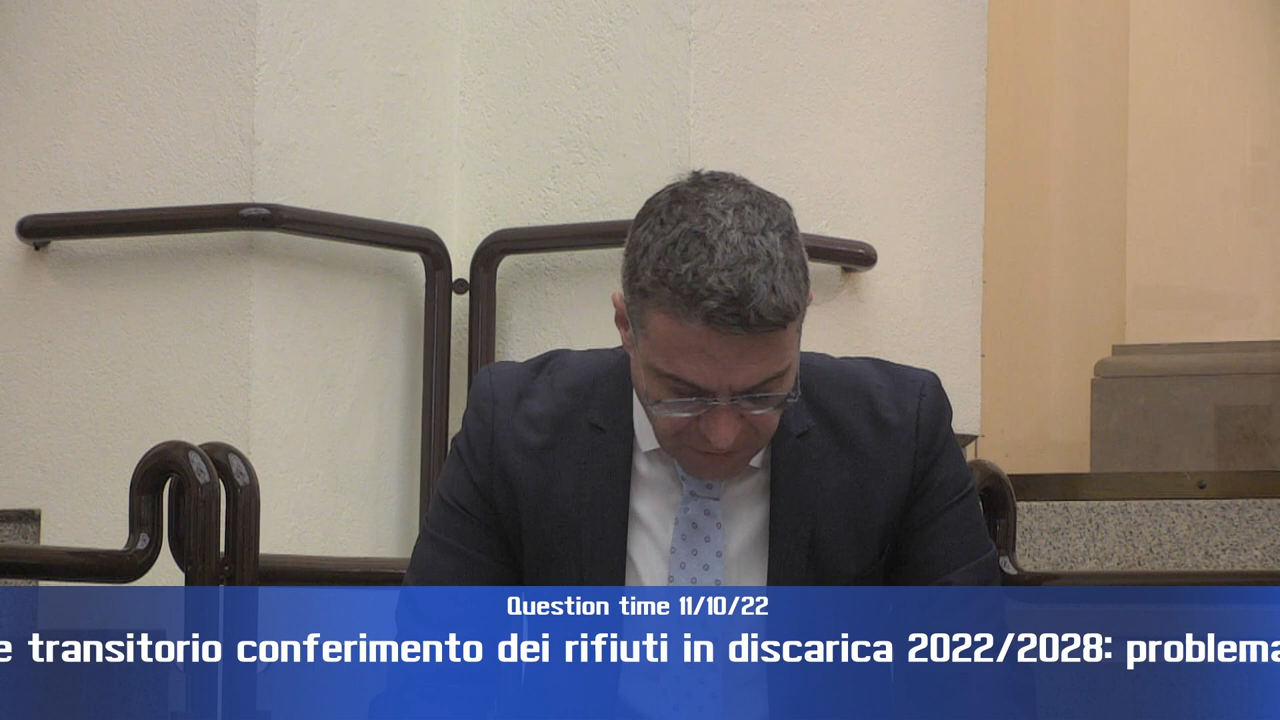 Question time 11/10/22
e transitorio conferimento dei rifiuti in discarica 2022/2028: problema